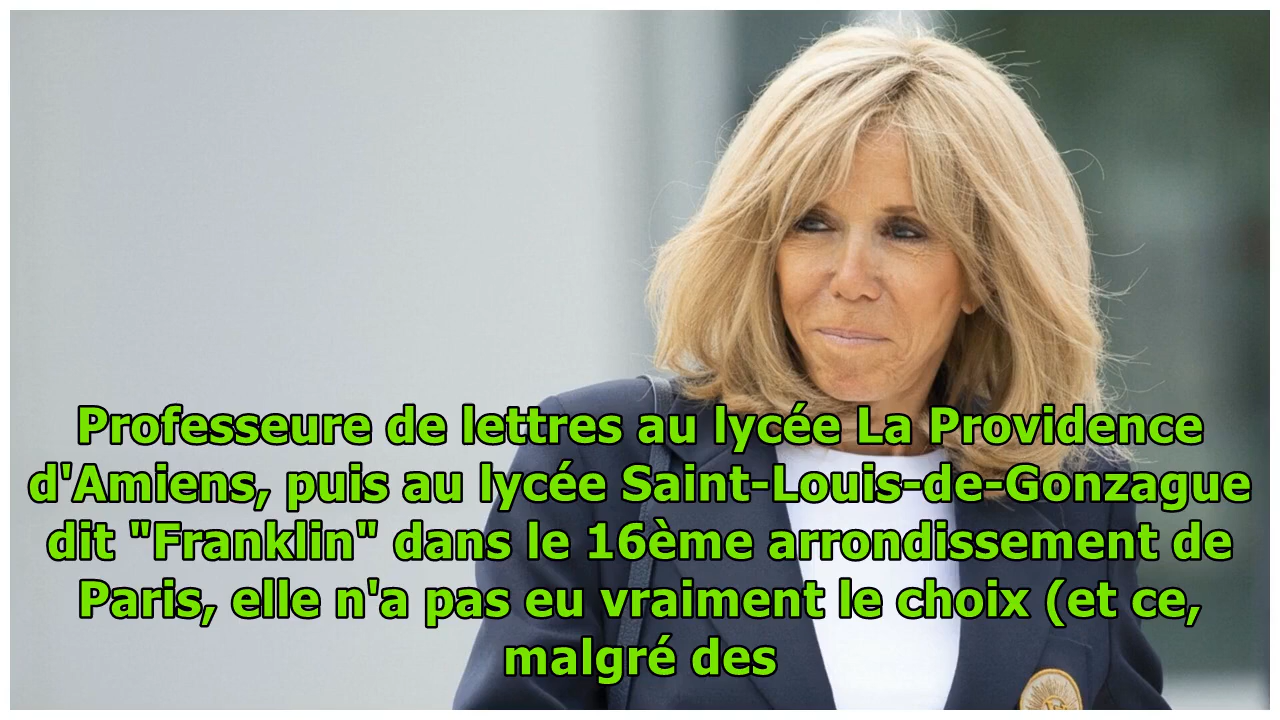 Professeure de lettres au lycée La Providence
d'Amiens, puis au lycée Saint-Louis-de-Gonzague
dit "Franklin" dans le 16ème arrondissement de
Paris, elle n'a pas eu vraiment le choix (et ce,
malgré des